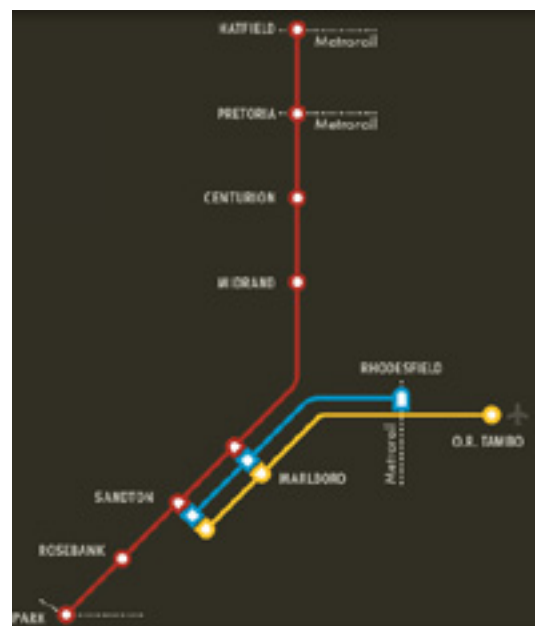 HATFIELD
Metrorail
PRETORIA
Metrorail
CENTURION
MIDRAND
RHODESFIELD
Metrorail
O.R. TAMBO
MARLBORO
SANDTON
ROSEBANK
PARK